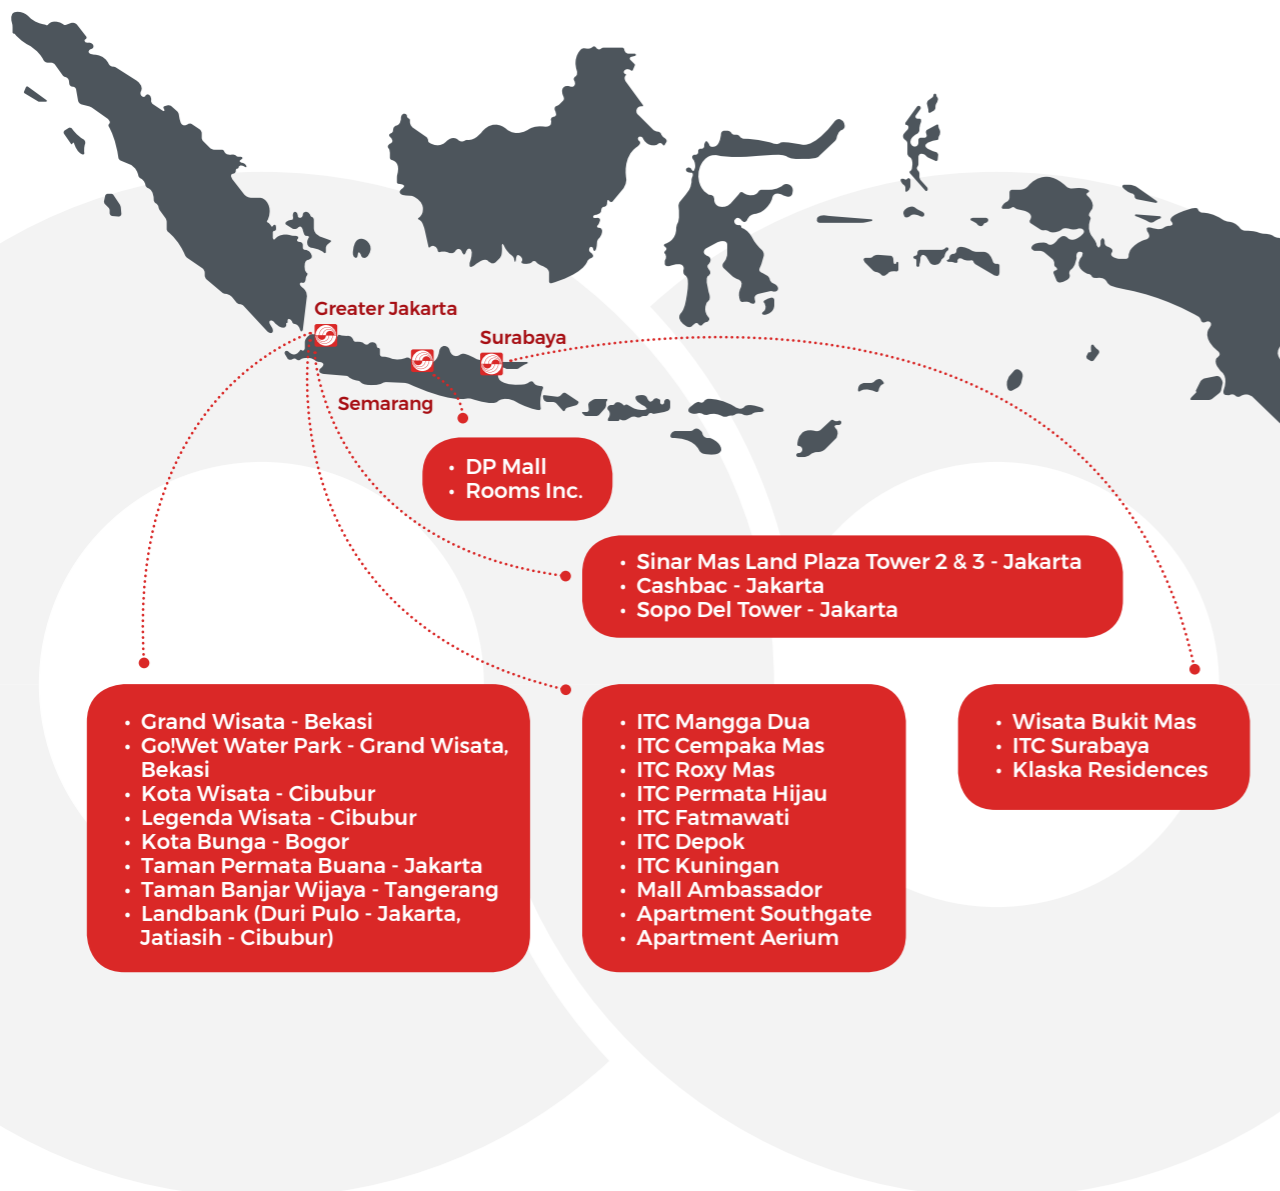 Greater Jakarta
Surabaya
Semarang
• DP Mall
• Rooms Inc.
• Sinar Mas Land Plaza Tower 2 & 3 - Jakarta
• Cashbac - Jakarta
• Sopo Del Tower - Jakarta
• Grand Wisata - Bekasi
• Go!Wet Water Park - Grand Wisata,
Bekasi
• Kota Wisata - Cibubur
• Legenda Wisata - Cibubur
• Kota Bunga - Bogor
• Taman Permata Buana - Jakarta
• Taman Banjar Wijaya - Tangerang
• Landbank (Duri Pulo - Jakarta,
Jatiasih - Cibubur)
• ITC Mangga Dua
• ITC Cempaka Mas
• ITC Roxy Mas
• ITC Permata Hijau
• ITC Fatmawati
• ITC Depok
• ITC Kuningan
• Mall Ambassador
• Apartment Southgate
• Apartment Aerium
• Wisata Bukit Mas
• ITC Surabaya
• Klaska Residences